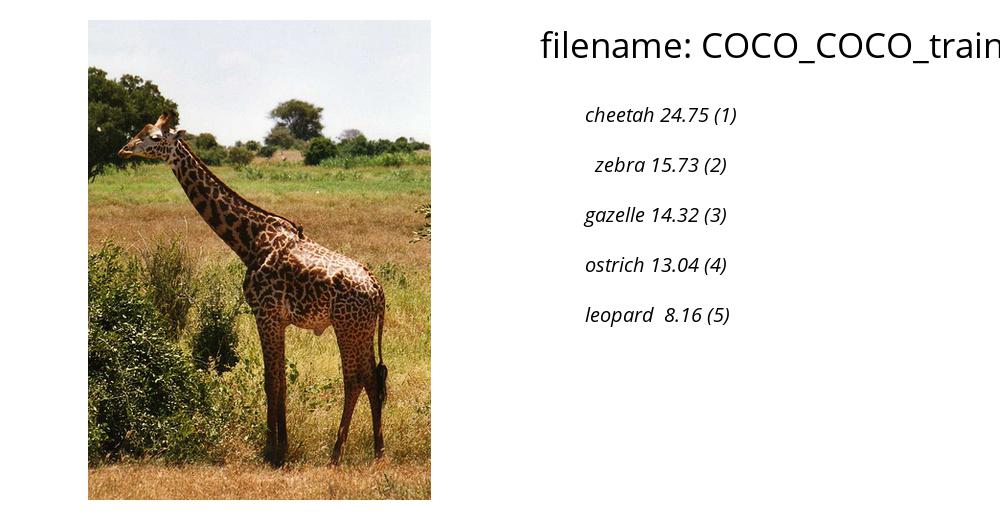 filename: COCO_COCO_train
cheetah 24.75 (1)
zebra 15.73 (2)
gazelle 14.32 (3)
ostrich 13.04 (4)
leopard 8.16 (5)